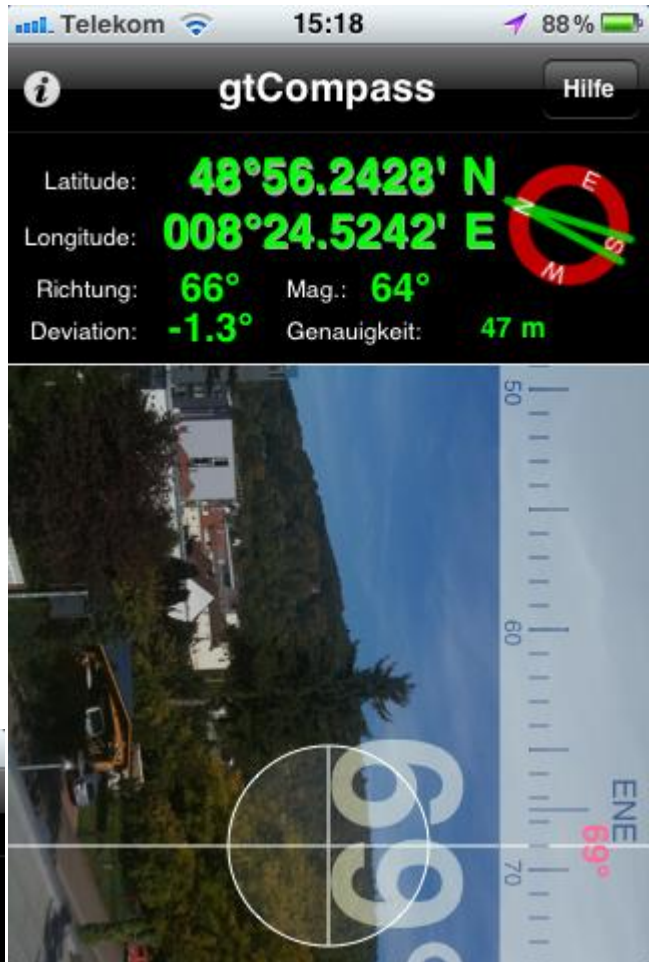 Telekom 15:18 88%
i gtCompass Hilfe
Latitude: 48°56.2428' N
Longitude: 008°24.5242' E
Richtung: 66° Mag.: 64°
Deviation: -1.3° Genauigkeit: 47 m
N E S W
50
60
70
ENE
69°
69°